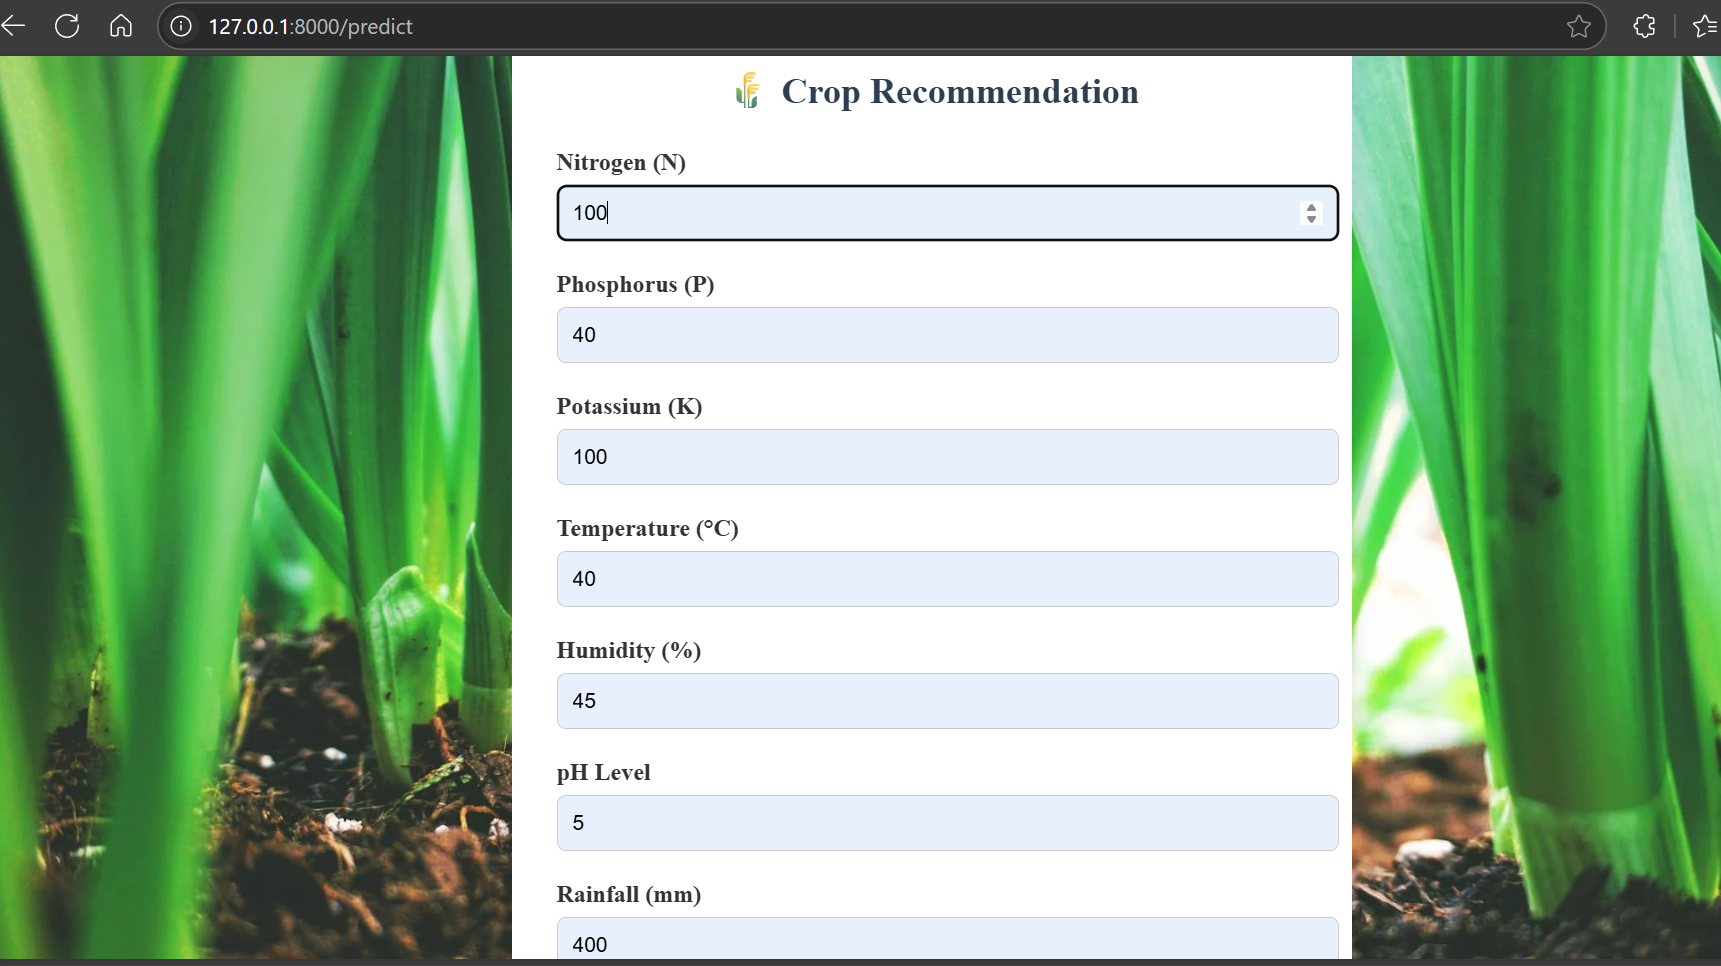 127.0.0.1:8000/predict
Crop Recommendation
Nitrogen (N)
100
Phosphorus (P)
40
Potassium (K)
100
Temperature (°C)
40
Humidity (%)
45
pH Level
5
Rainfall (mm)
400